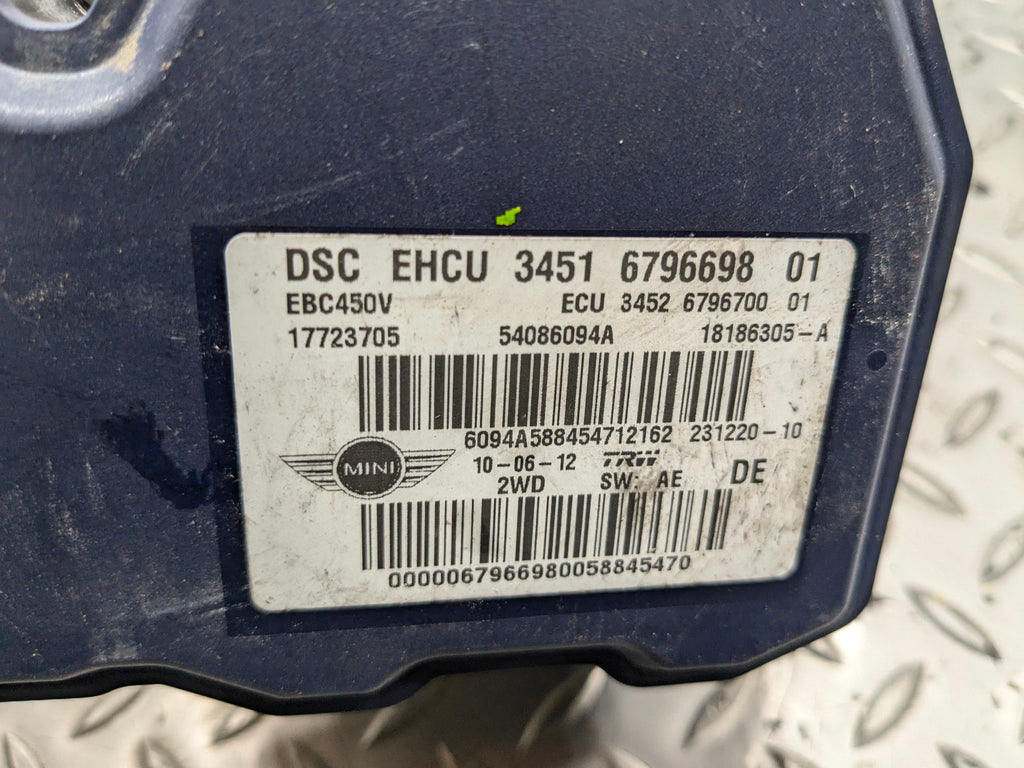 DSC EHCU 3451 6796698 01
EBC450V ECU 3452 6796700 01
17723705 54086094A 18186305-A
6094A588454712162 231220-10
MINI 10-06-12 TRW DE
2WD SW: AE
0000067966980058845470